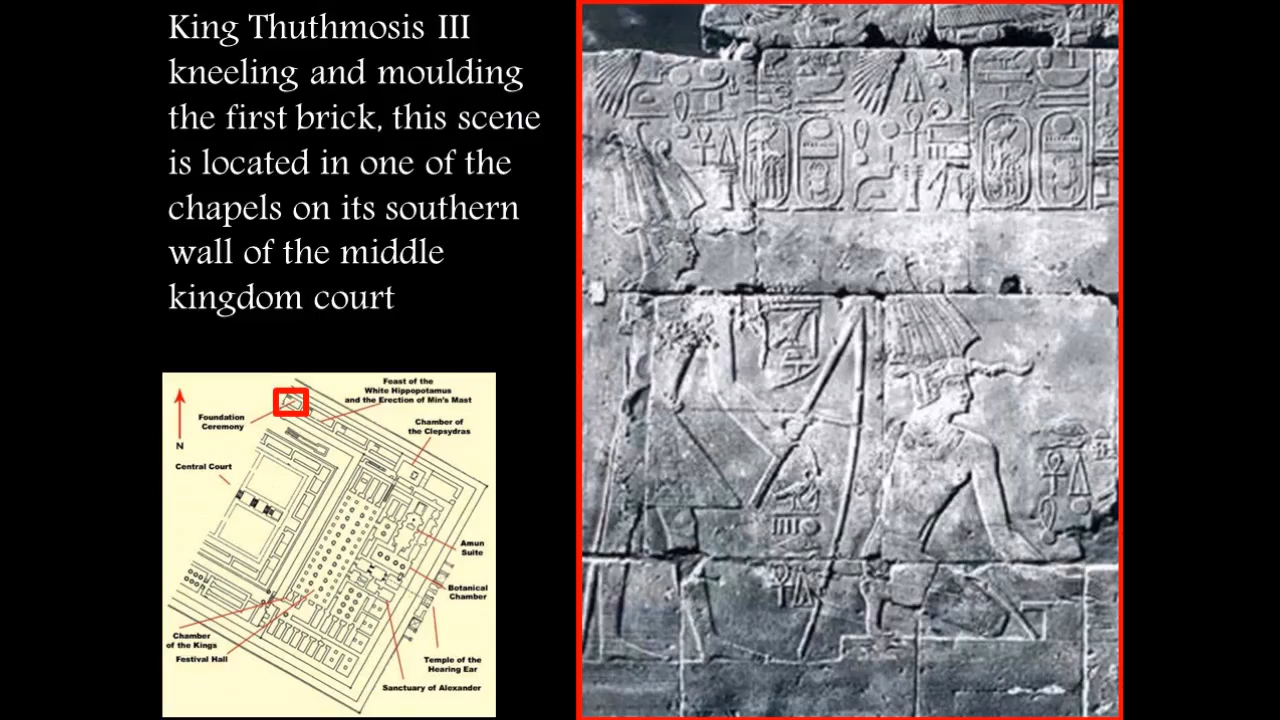 King Thuthmosis III
kneeling and moulding
the first brick, this scene
is located in one of the
chapels on its southern
wall of the middle
kingdom court
Feast of the
White Hippopotamus
and the Erection of Min's Mast
Foundation
Ceremony
Chamber of
the Clepsydras
N
Central Court
Amun
Suite
Botanical
Chamber
Chamber
of the Kings
Festival Hall
Temple of the
Hearing Ear
Sanctuary of Alexander